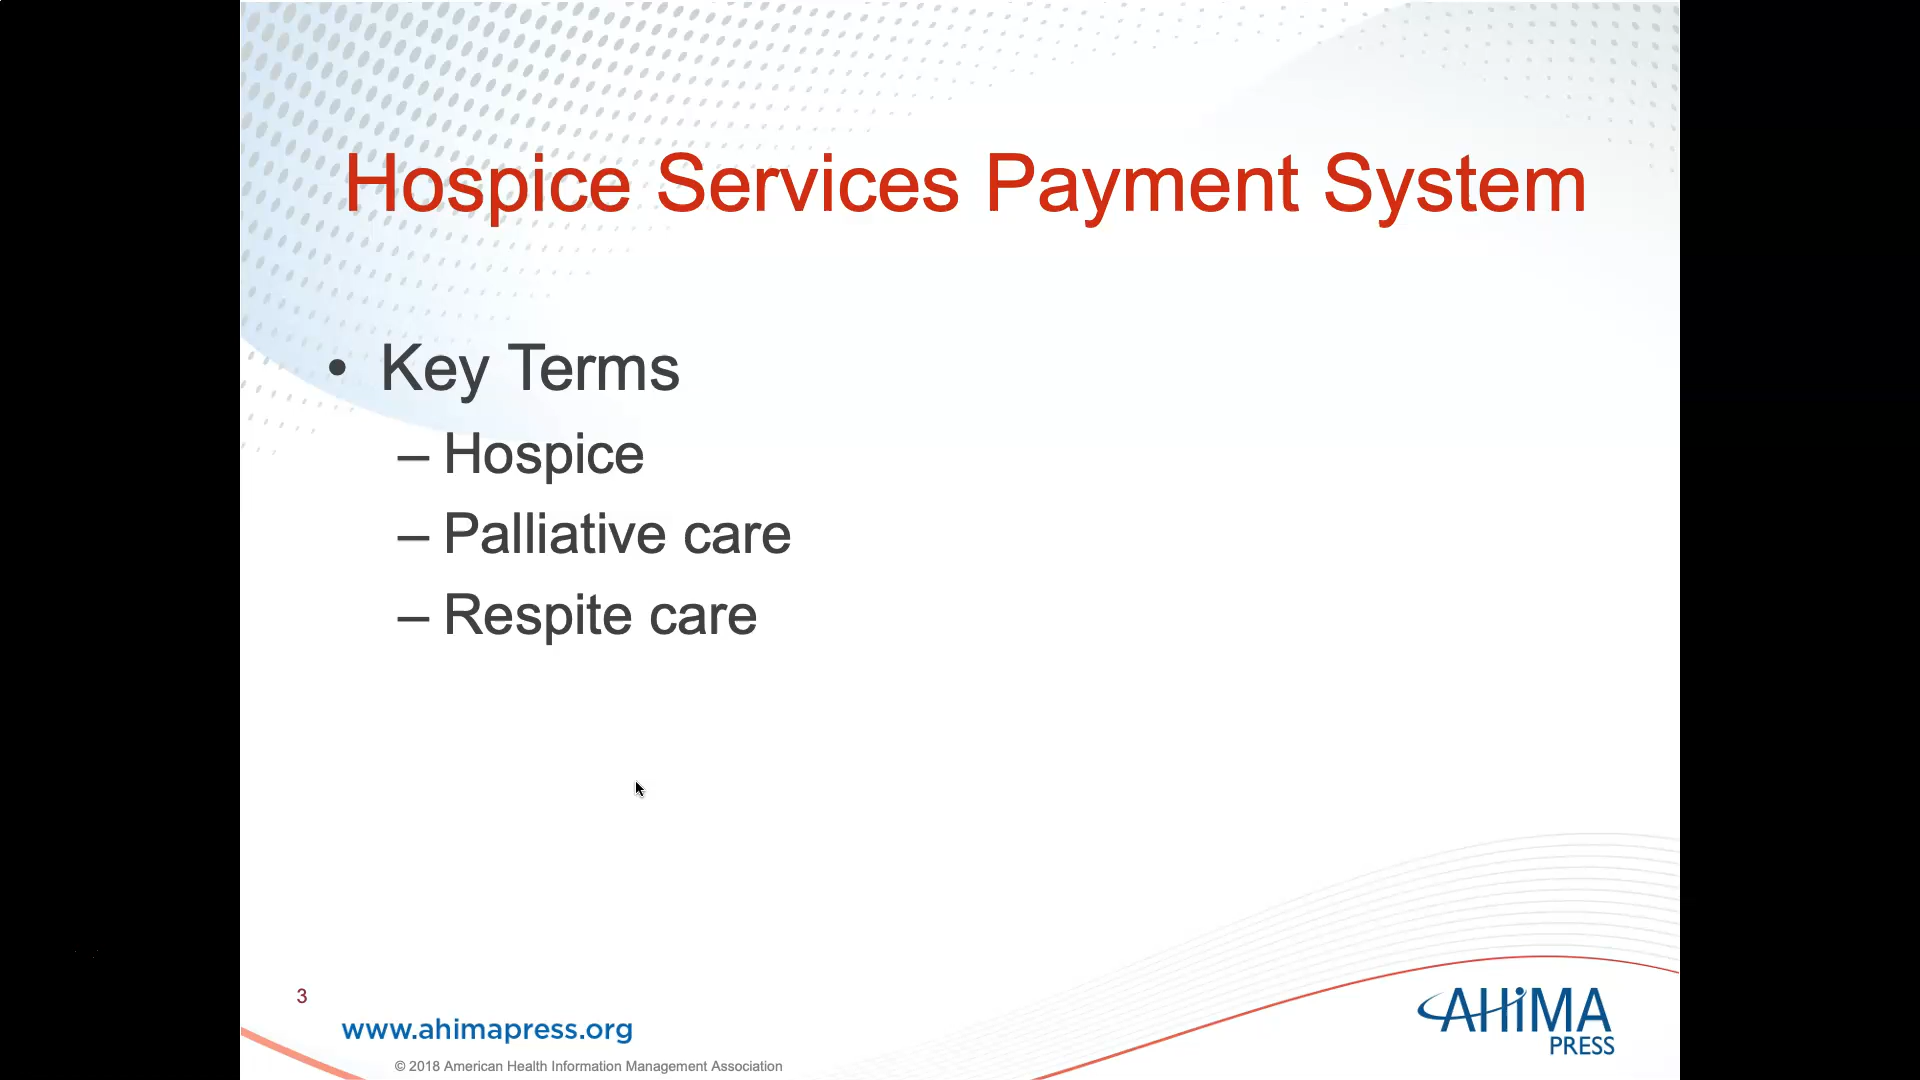 Hospice Services Payment System
• Key Terms
– Hospice
– Palliative care
– Respite care
3
www.ahimapress.org
© 2018 American Health Information Management Association
AHiMA
PRESS